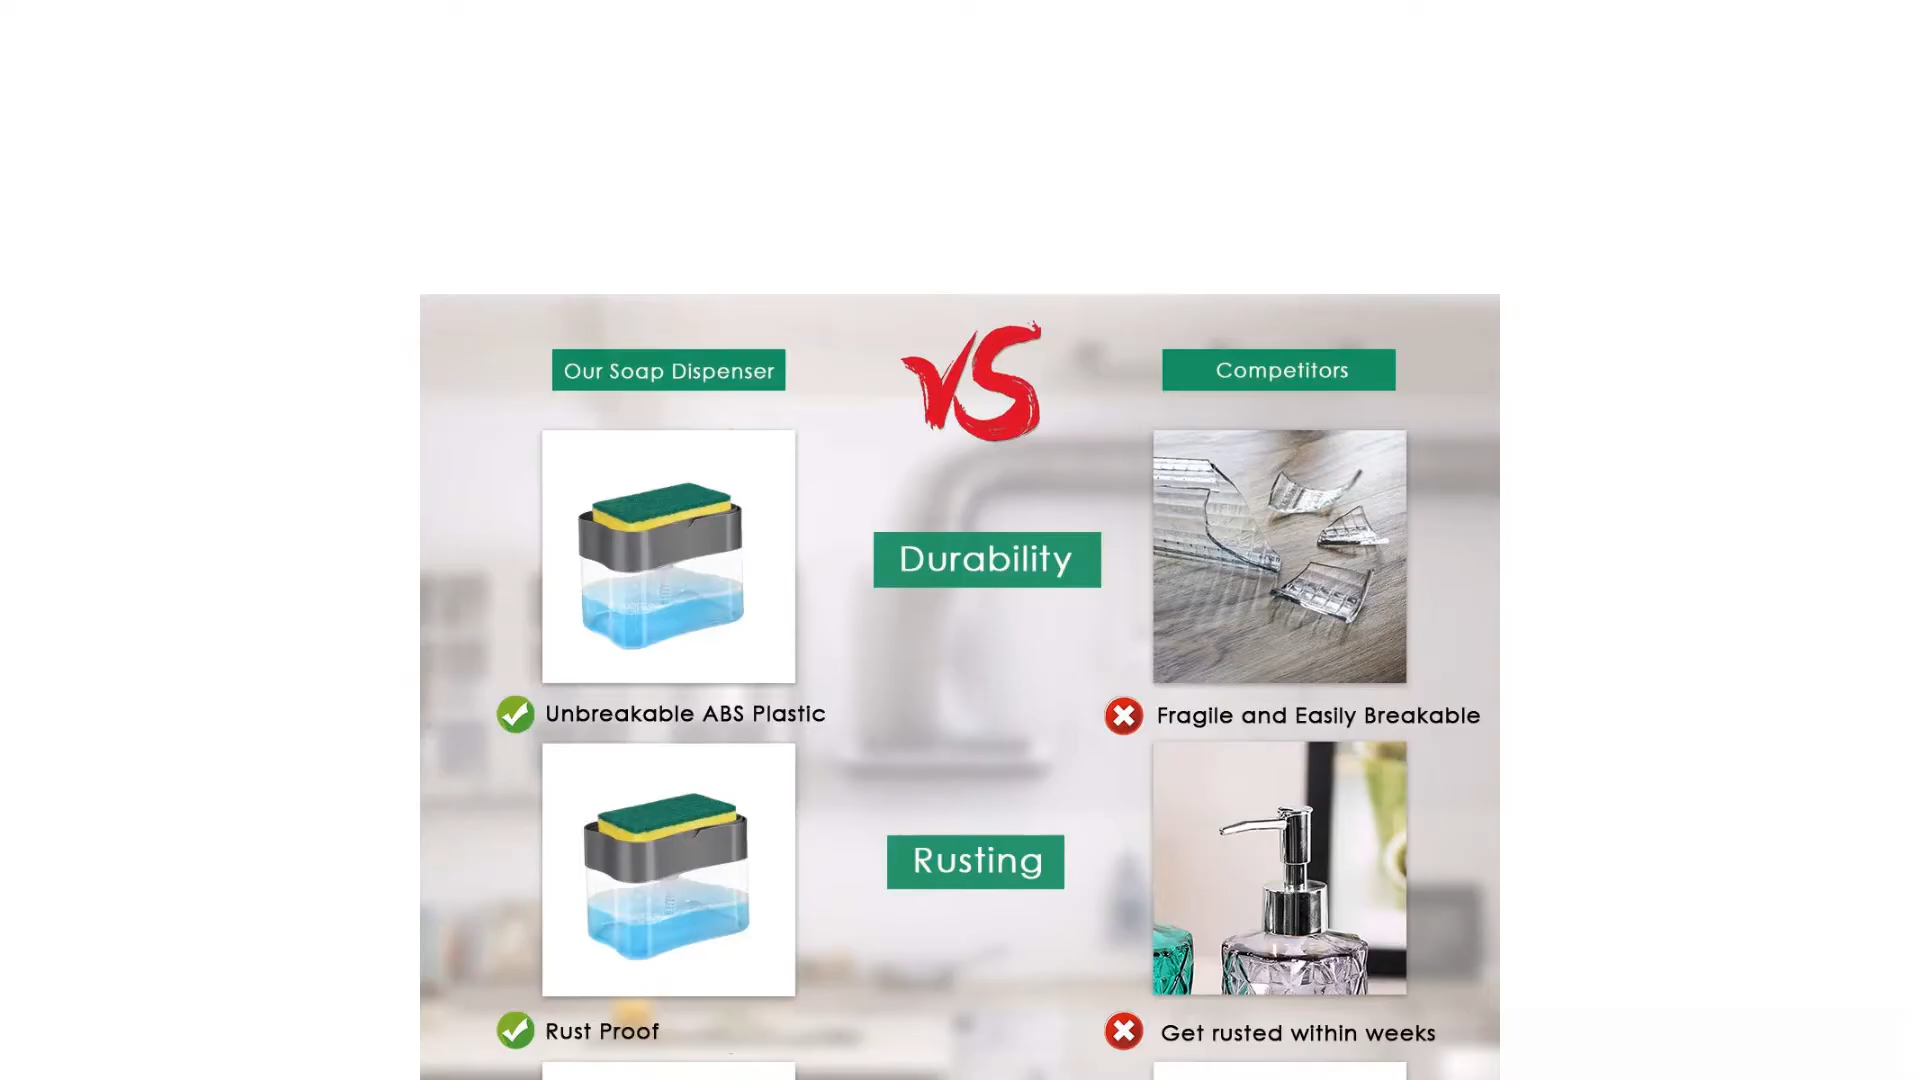 Our Soap Dispenser
VS
Competitors
Durability
Unbreakable ABS Plastic
Fragile and Easily Breakable
Rusting
Rust Proof
Get rusted within weeks